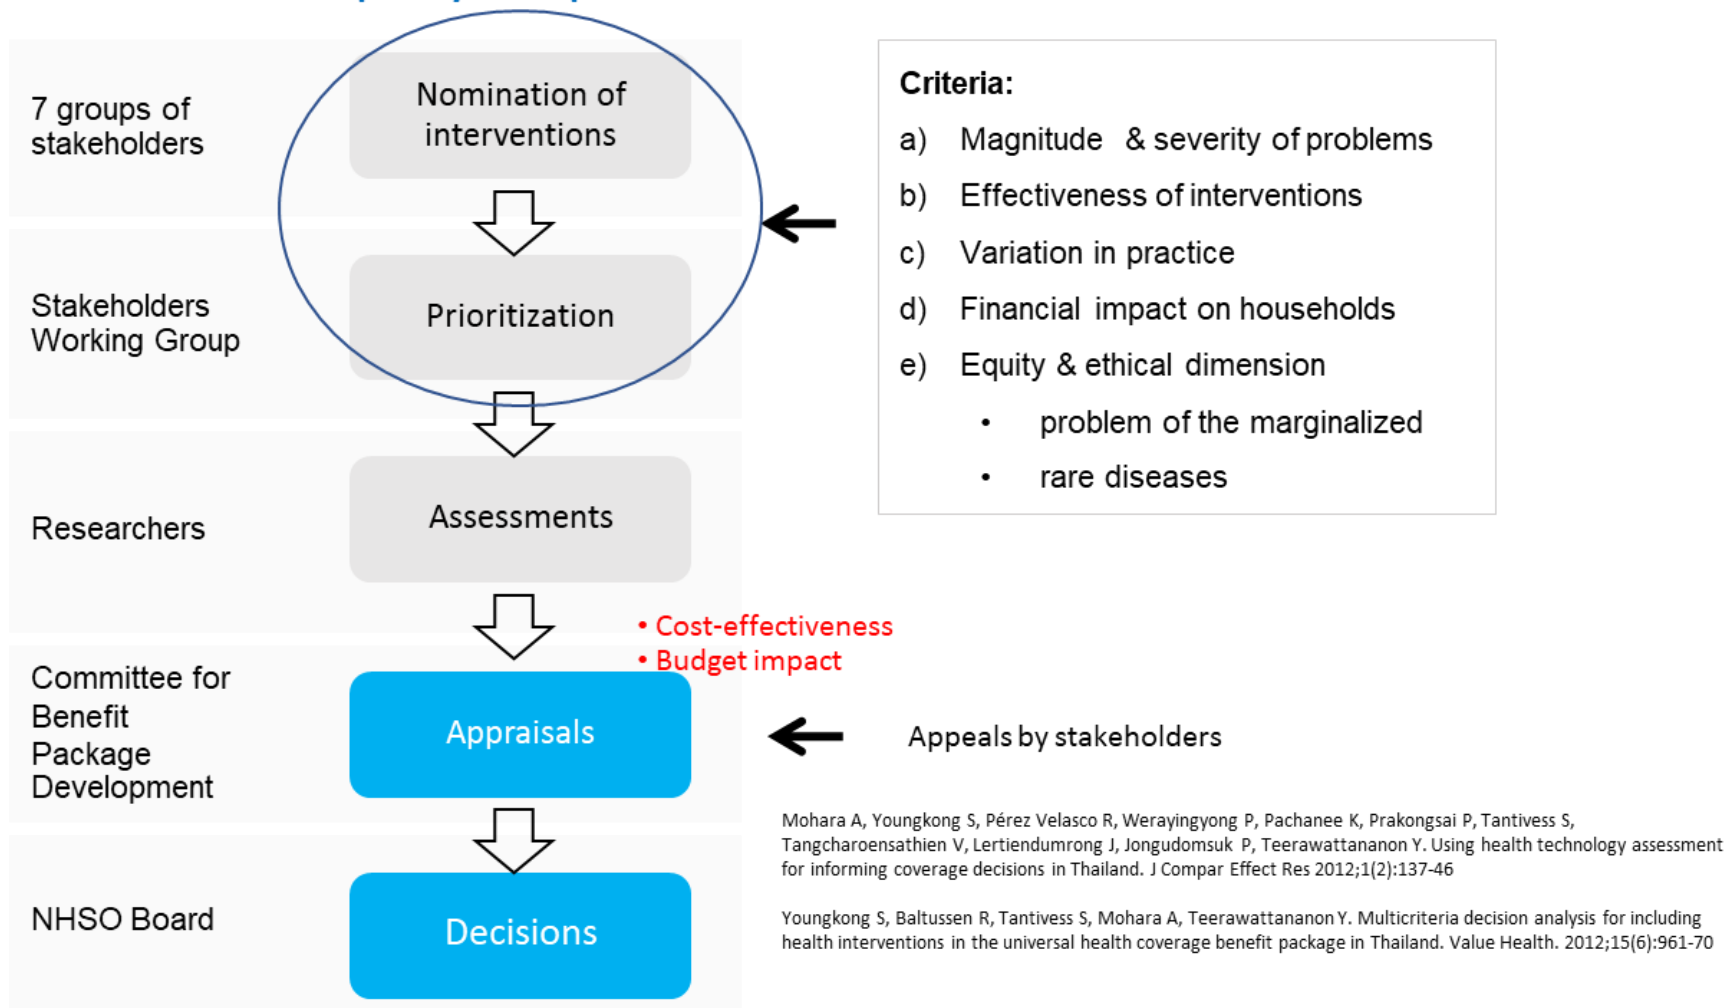 7 groups of
stakeholders
Nomination of
interventions
Stakeholders
Working Group
Prioritization
Researchers
Assessments
• Cost-effectiveness
• Budget impact
Committee for
Benefit
Package
Development
Appraisals
NHSO Board
Decisions
Criteria:
a) Magnitude & severity of problems
b) Effectiveness of interventions
c) Variation in practice
d) Financial impact on households
e) Equity & ethical dimension
• problem of the marginalized
• rare diseases
Appeals by stakeholders
Mohara A, Youngkong S, Pérez Velasco R, Werayingyong P, Pachanee K, Prakongsai P, Tantivess S,
Tangcharoensathien V, Lertiendumrong J, Jongudomsuk P, Teerawattananon Y. Using health technology assessment
for informing coverage decisions in Thailand. J Compar Effect Res 2012;1(2):137-46
Youngkong S, Baltussen R, Tantivess S, Mohara A, Teerawattananon Y. Multicriteria decision analysis for including
health interventions in the universal health coverage benefit package in Thailand. Value Health. 2012;15(6):961-70